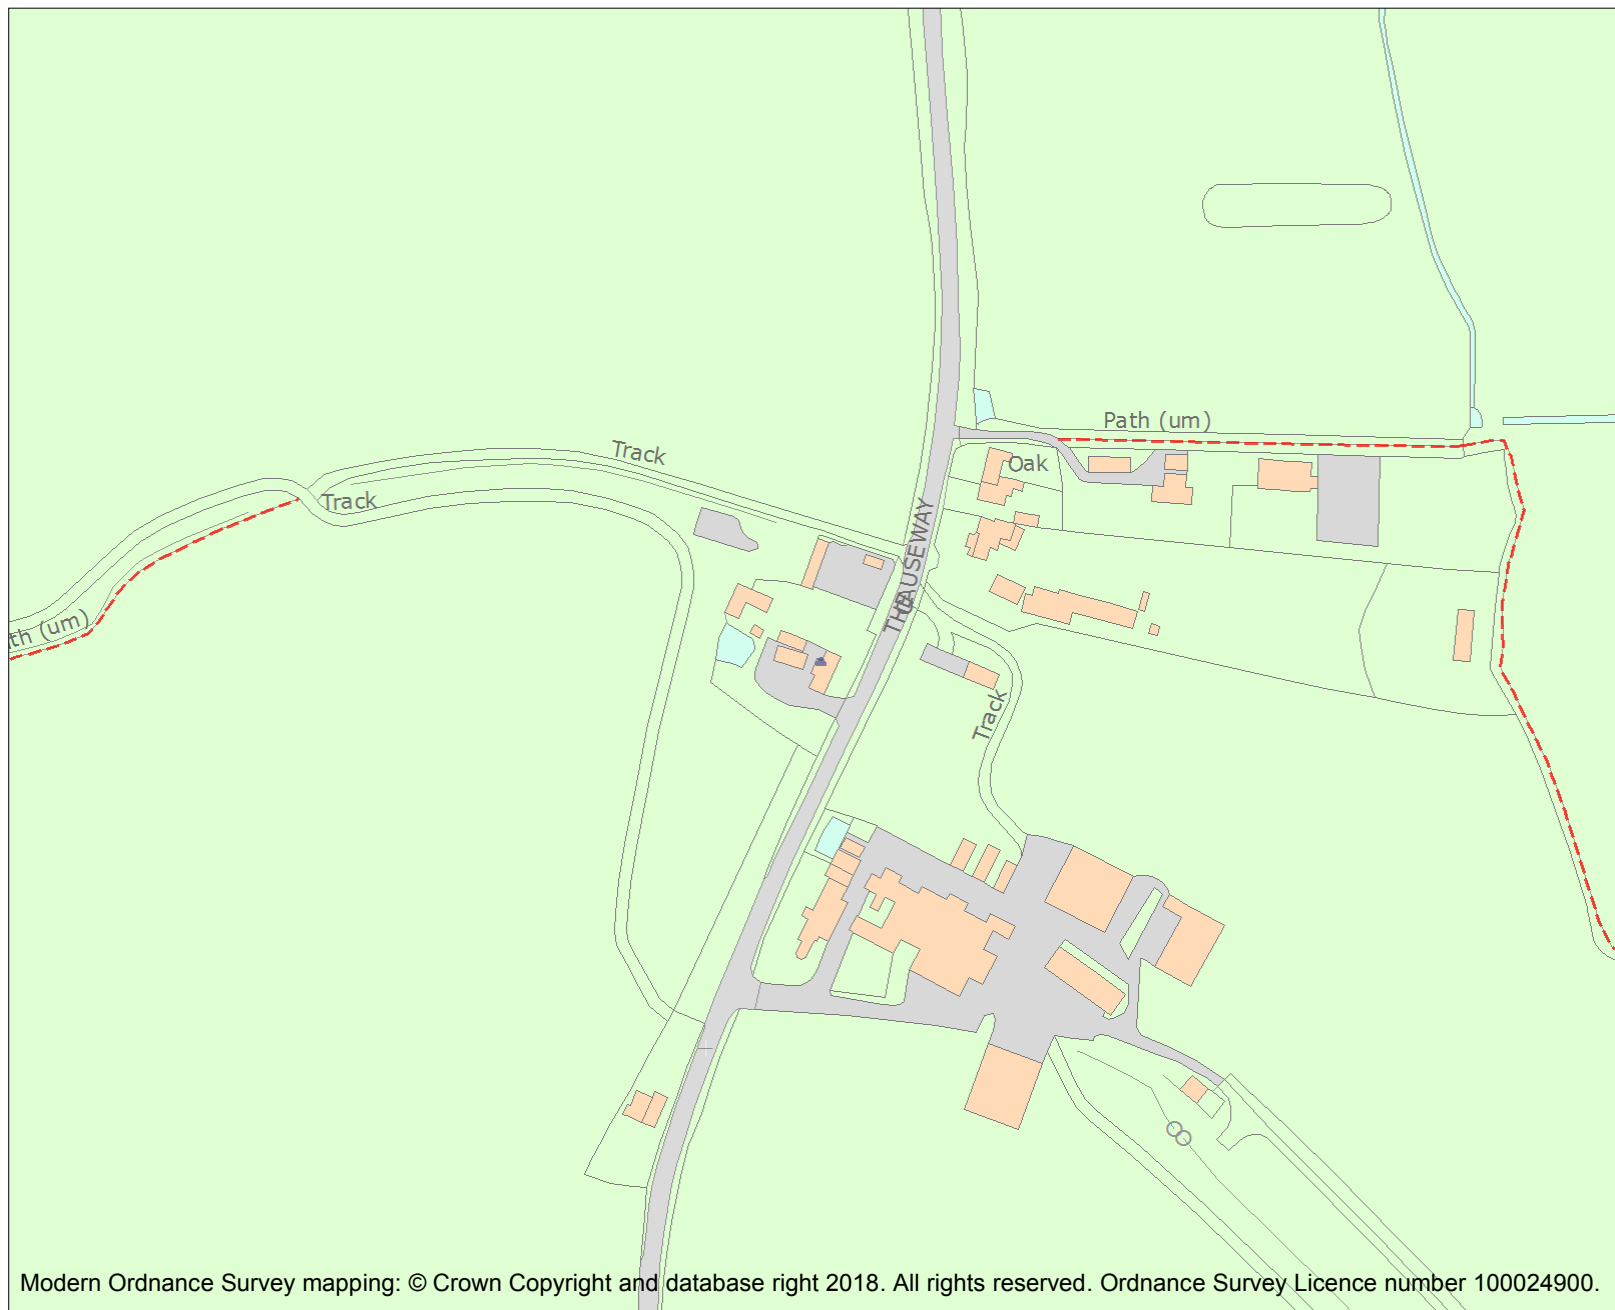 Path (um)
Track
Oak
Track
THE CAUSEWAY
th (um)
Track
Modern Ordnance Survey mapping: © Crown Copyright and database right 2018. All rights reserved. Ordnance Survey Licence number 100024900.